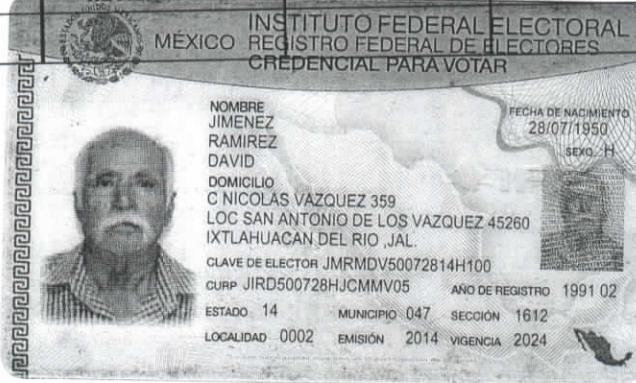 INSTITUTO FEDERAL ELECTORAL
MÉXICO REGISTRO FEDERAL DE ELECTORES
CREDENCIAL PARA VOTAR
NOMBRE
JIMENEZ
RAMIREZ
DAVID
FECHA DE NACIMIENTO
28/07/1950
SEXO H
DOMICILIO
C NICOLAS VAZQUEZ 359
LOC SAN ANTONIO DE LOS VAZQUEZ 45260
IXTLAHUACAN DEL RIO ,JAL.
CLAVE DE ELECTOR JMRMDV50072814H100
CURP JIRD500728HJCMMV05 AÑO DE REGISTRO 1991 02
ESTADO 14 MUNICIPIO 047 SECCIÓN 1612
LOCALIDAD 0002 EMISIÓN 2014 VIGENCIA 2024